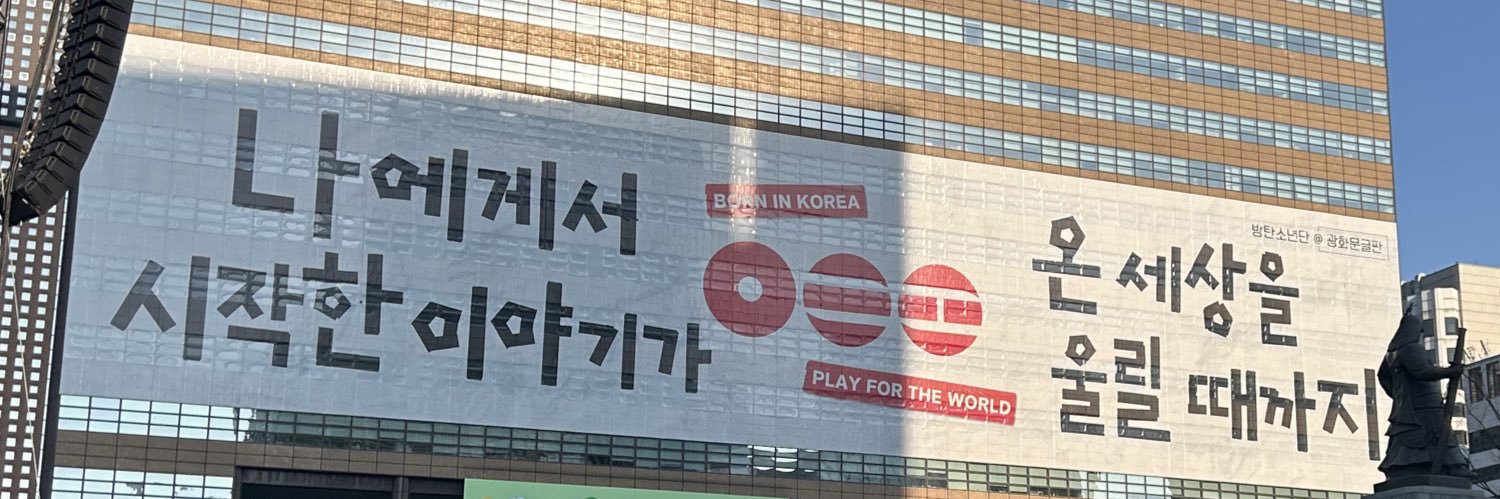 나에게서
시작한 이야기가
BORN IN KOREA
PLAY FOR THE WORLD
방탄소년단 @ 광화문글판
온 세상을
울릴 때까지